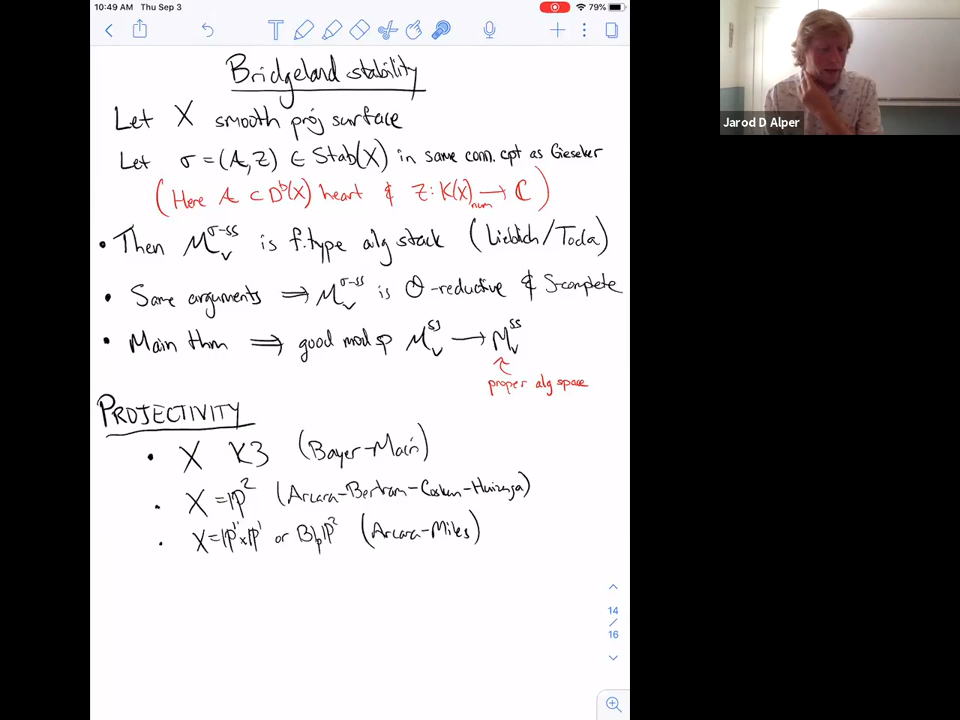 10:49 AM Thu Sep 3
79%
Bridgeland stability
Let X smooth proj surface
Let σ = (A, Z) ∈ Stab(X) in same conn. cpt as Gieseker
(Here A ⊂ D^b(X) heart & Z: K(X)_num → ℂ)
• Then M_v^{σ-ss} is f.type alg stack (Lieblich/Toda)
• Same arguments ⟹ M_v^{σ-ss} is Θ-reductive & S-complete
• Main thm ⟹ good mod sp M_v^{ss} → M_v^{ss}
proper alg space
PROJECTIVITY
• X K3 (Bayer-Macrì)
• X = ℙ² (Arcara-Bertram-Coskun-Huizenga)
• X = ℙ¹×ℙ¹ or Bl_p ℙ² (Arcara-Miles)
14
/
16
Jarod D Alper